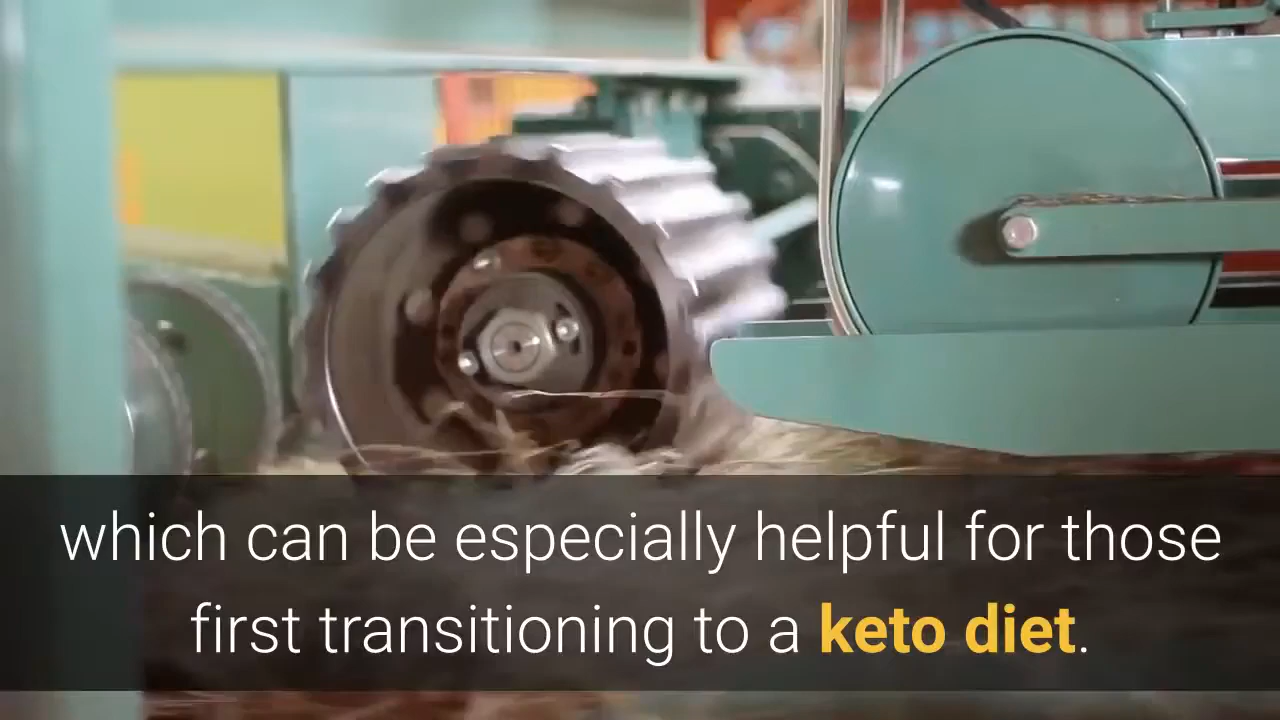 which can be especially helpful for those
first transitioning to a keto diet.